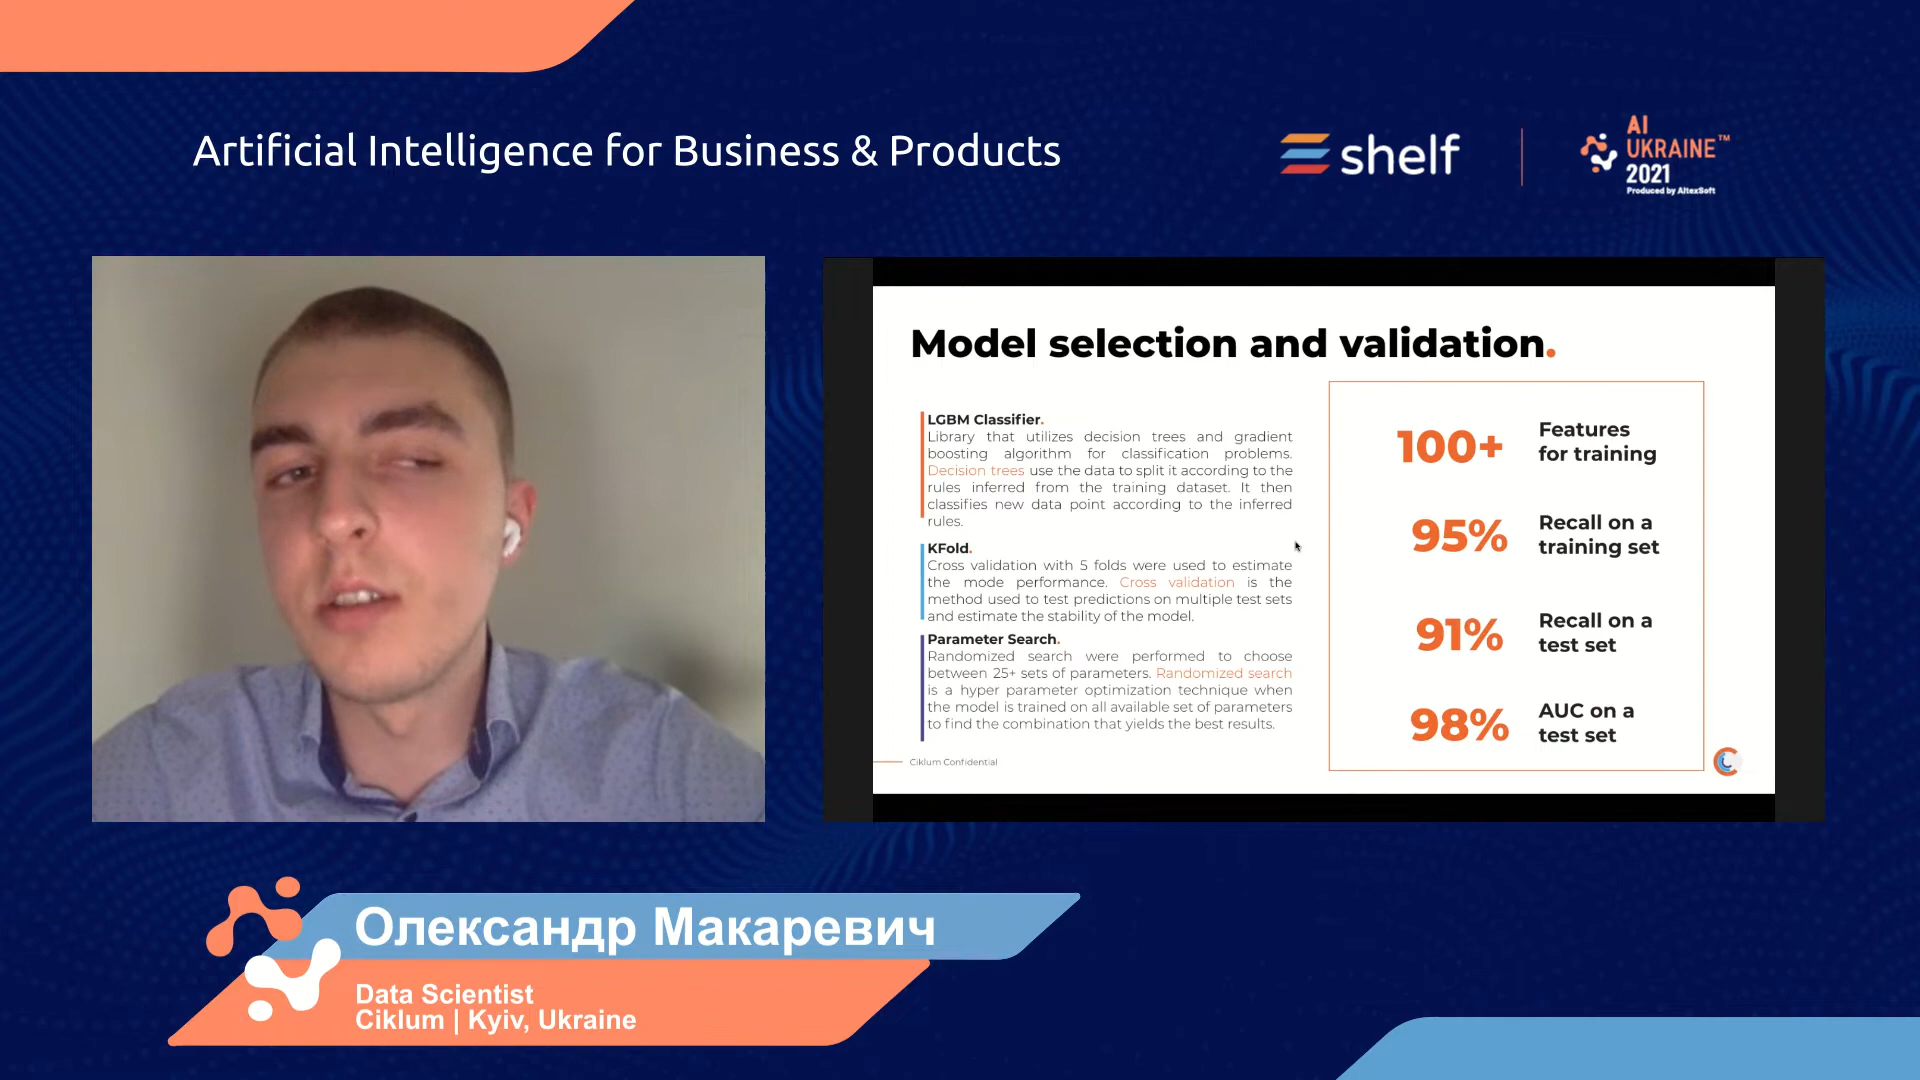 Artificial Intelligence for Business & Products
shelf
AI
UKRAINE™
2021
Produced by AltexSoft
Model selection and validation.
LGBM Classifier.
Library that utilizes decision trees and gradient
boosting algorithm for classification problems.
Decision trees use the data to split it according to the
rules inferred from the training dataset. It then
classifies new data point according to the inferred
rules.
KFold.
Cross validation with 5 folds were used to estimate
the mode performance. Cross validation is the
method used to test predictions on multiple test sets
and estimate the stability of the model.
Parameter Search.
Randomized search were performed to choose
between 25+ sets of parameters. Randomized search
is a hyper parameter optimization technique when
the model is trained on all available set of parameters
to find the combination that yields the best results.
Ciklum Confidential
100+
Features
for training
95%
Recall on a
training set
91%
Recall on a
test set
98%
AUC on a
test set
Олександр Макаревич
Data Scientist
Ciklum | Kyiv, Ukraine